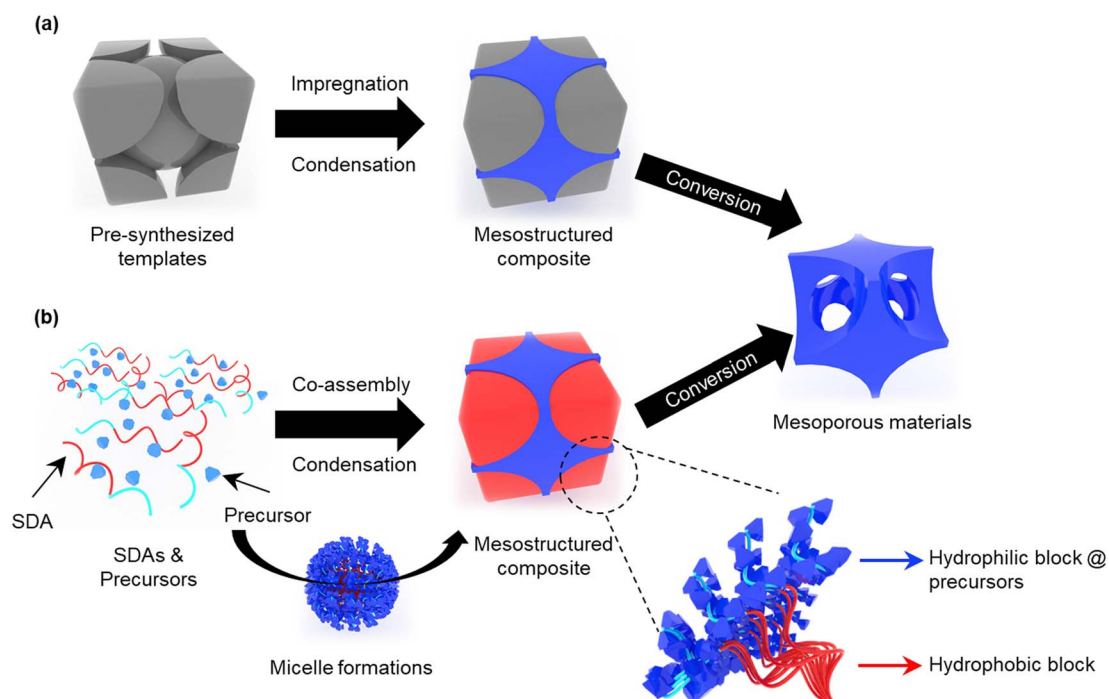 (a)
Impregnation
Condensation
Pre-synthesized
templates
Mesostructured
composite
Conversion
(b)
Co-assembly
Condensation
SDA
Precursor
SDAs &
Precursors
Micelle formations
Mesostructured
composite
Conversion
Mesoporous materials
Hydrophilic block @
precursors
Hydrophobic block